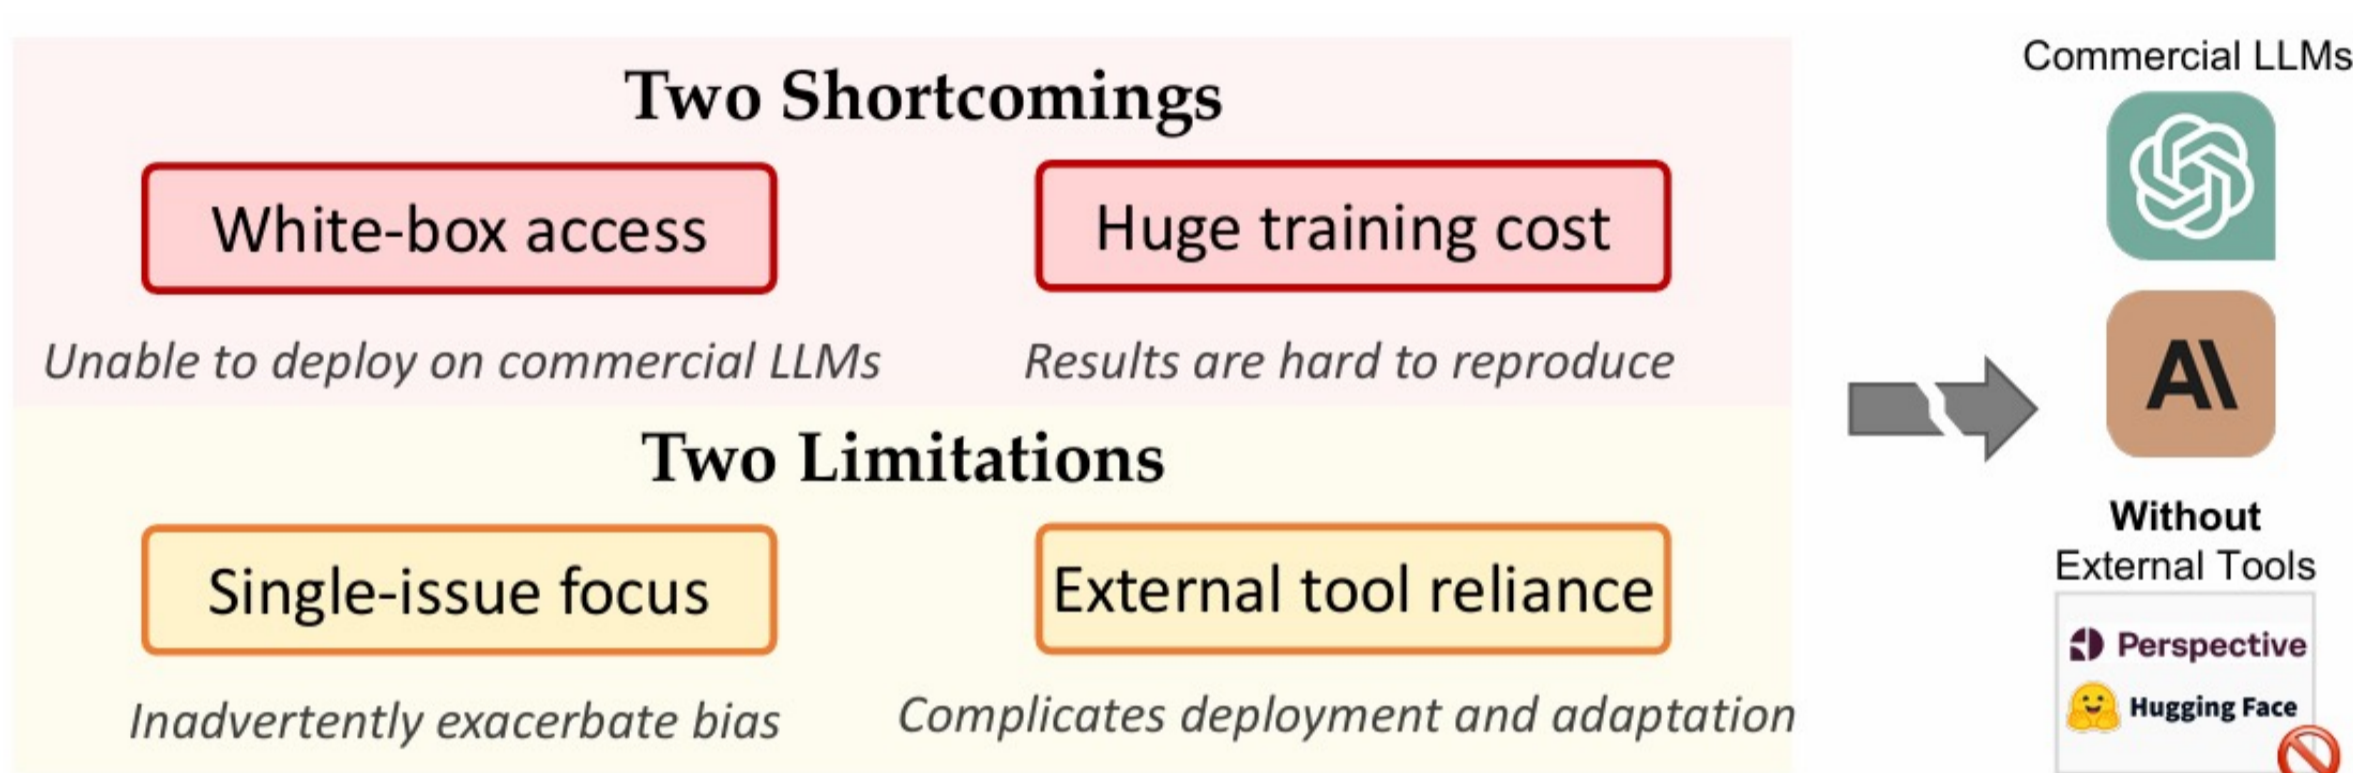 Two Shortcomings
White-box access
Huge training cost
Unable to deploy on commercial LLMs
Results are hard to reproduce
Two Limitations
Single-issue focus
External tool reliance
Inadvertently exacerbate bias
Complicates deployment and adaptation
Commercial LLMs
AI
Without
External Tools
Perspective
Hugging Face